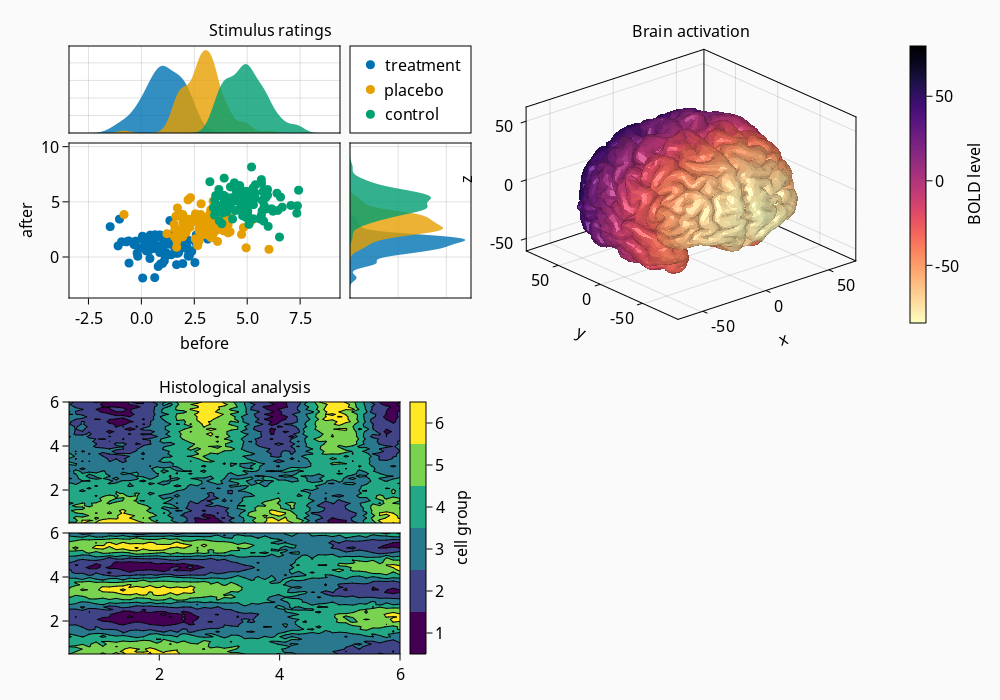 Stimulus ratings
treatment
placebo
control
10
5
0
after
-2.5 0.0 2.5 5.0 7.5
before
Brain activation
50
0
-50
z
50
0
-50
y
-50
0
50
x
50
0
-50
BOLD level
Histological analysis
6
4
2
6
4
2
2 4 6
6
5
4
3
2
1
cell group